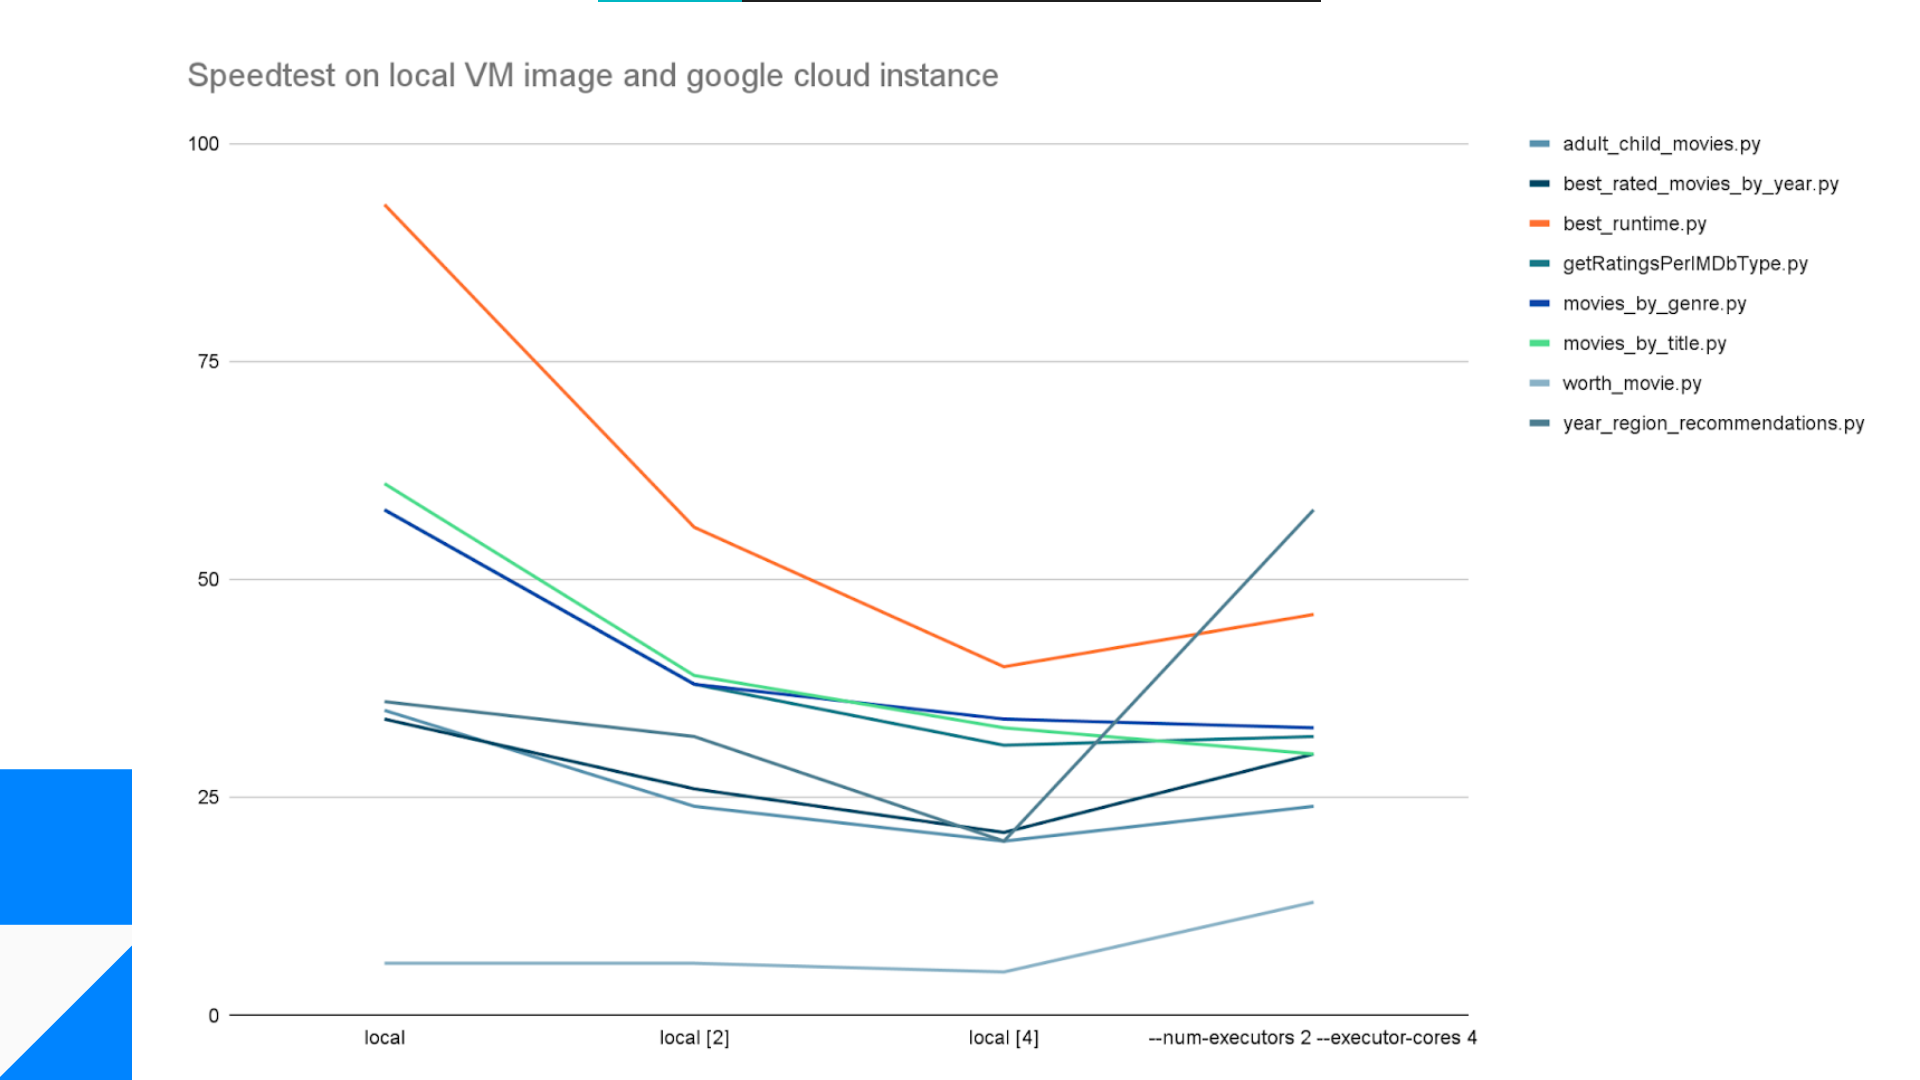 Speedtest on local VM image and google cloud instance
100
75
50
25
0
local
local [2]
local [4]
--num-executors 2 --executor-cores 4
adult_child_movies.py
best_rated_movies_by_year.py
best_runtime.py
getRatingsPerIMDbType.py
movies_by_genre.py
movies_by_title.py
worth_movie.py
year_region_recommendations.py